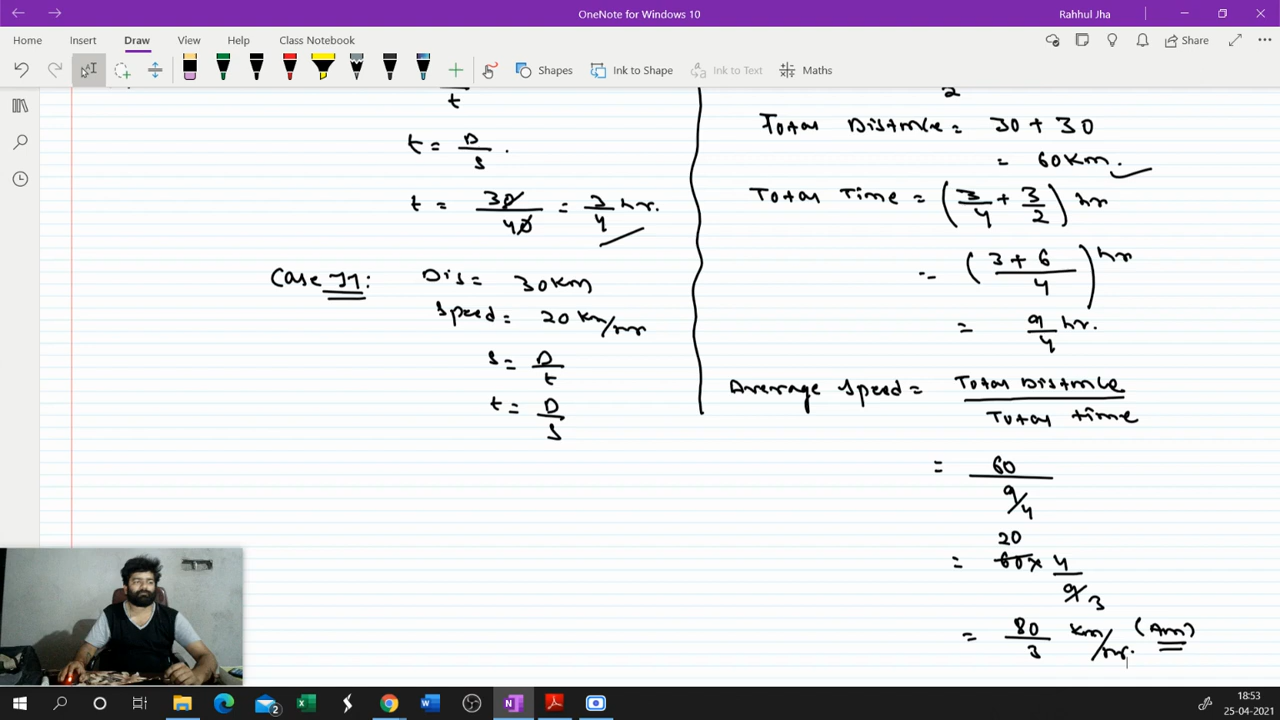 OneNote for Windows 10
Rahhul Jha
Home Insert Draw View Help Class Notebook
Share
Shapes
Ink to Shape
Ink to Text
Maths
t
t = D/S .
t = 30/40 = 3/4 hr.
Case II: Dis = 30km
Speed = 20 km/hr
S = D/t
t = D/S
2
Total Distance = 30 + 30
= 60Km.
Total Time = (3/4 + 3/2) hr
= (3 + 6/4) hr
= 9/4 hr.
Average Speed = Total Distance/Total time
= 60/9/4
20
= 60 x 4/9 3
= 80/3 km/hr. (Ans)
2
18:53
25-04-2021